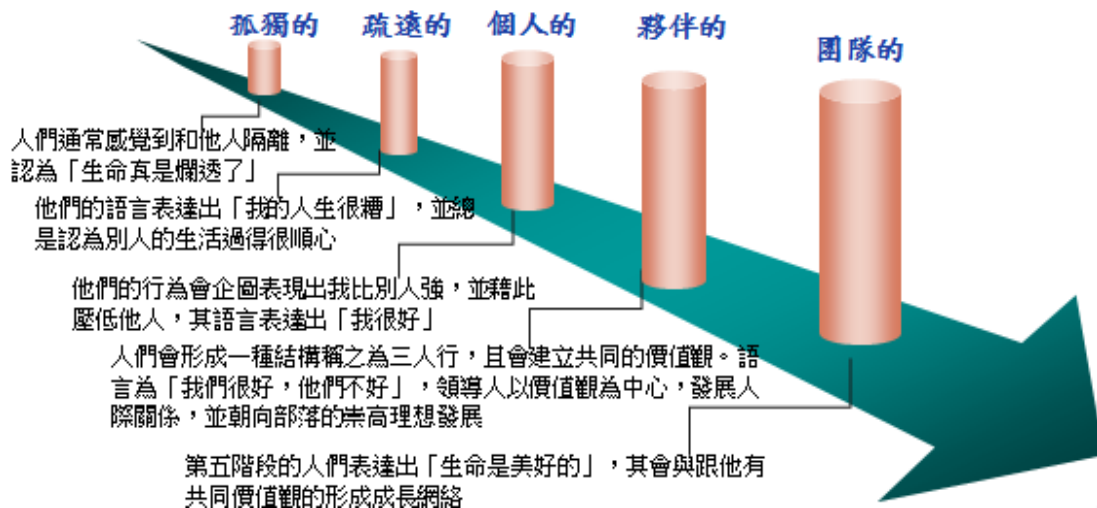 孤獨的
疏遠的
個人的
夥伴的
團隊的
人們通常感覺到和他人隔離，並
認為「生命真是爛透了」
他們的語言表達出「我的人生很糟」，並總
是認為別人的生活過得很順心
他們的行為會企圖表現出我比別人強，並藉此
壓低他人，其語言表達出「我很好」
人們會形成一種結構稱之為三人行，且會建立共同的價值觀。語
言為「我們很好，他們不好」，領導人以價值觀為中心，發展人
際關係，並朝向部落的崇高理想發展
第五階段的人們表達出「生命是美好的」，其會與跟他有
共同價值觀的形成成長網絡